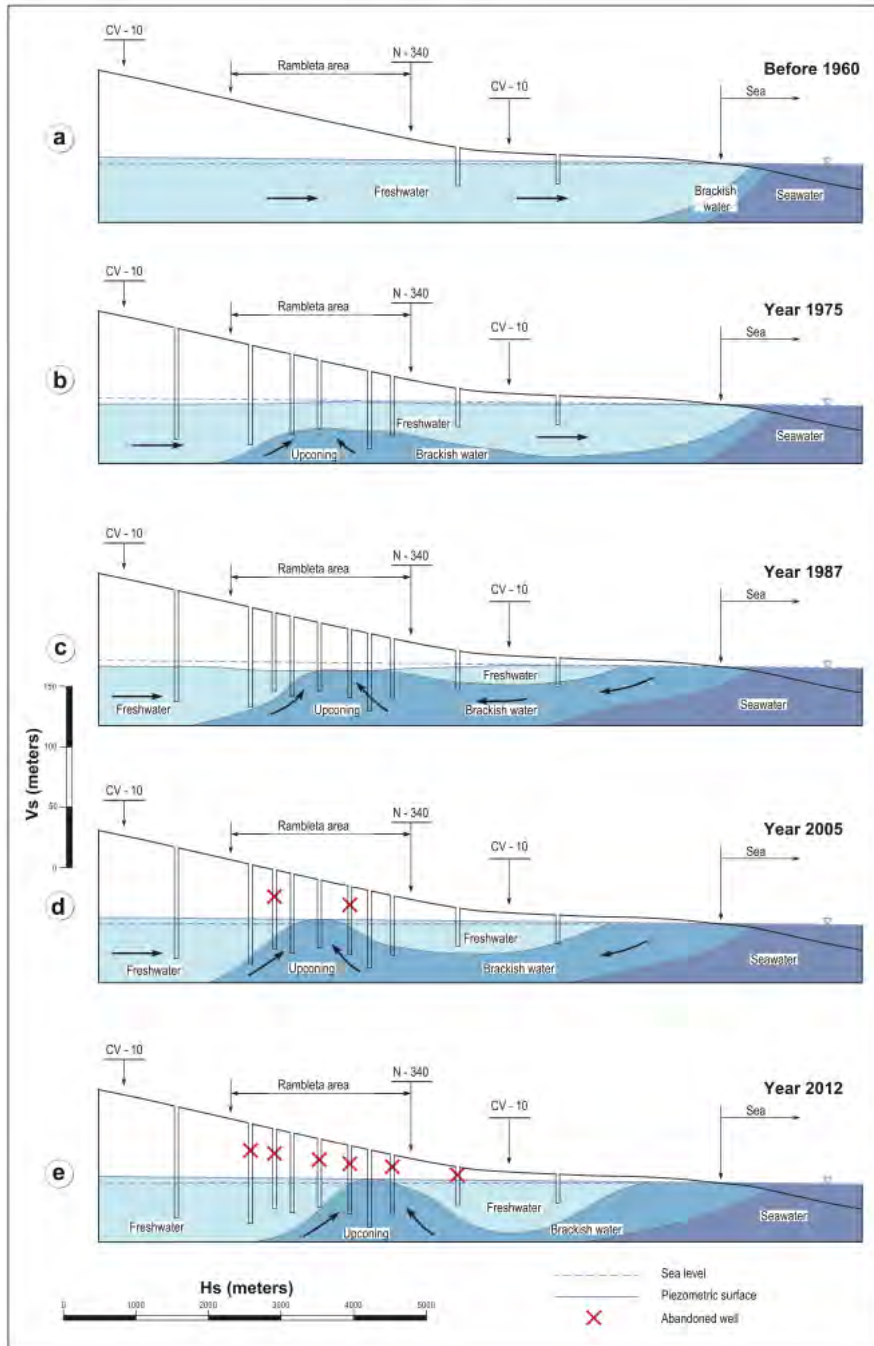 CV - 10
Rambleta area
N - 340
CV - 10
Before 1960
Sea
a
Freshwater
Brackish
water
Seawater
CV - 10
Rambleta area
N - 340
CV - 10
Year 1975
Sea
b
Freshwater
Upconing
Brackish water
Seawater
CV - 10
Rambleta area
N - 340
CV - 10
Year 1987
Sea
c
Freshwater
Freshwater
Upconing
Brackish water
Seawater
150
100
50
0
Vs (meters)
CV - 10
Rambleta area
N - 340
CV - 10
Year 2005
Sea
d
Freshwater
Freshwater
Upconing
Brackish water
Seawater
CV - 10
Rambleta area
N - 340
CV - 10
Year 2012
Sea
e
Freshwater
Freshwater
Upconing
Brackish water
Seawater
Hs (meters)
0 1000 2000 3000 4000 5000
Sea level
Piezometric surface
Abandoned well